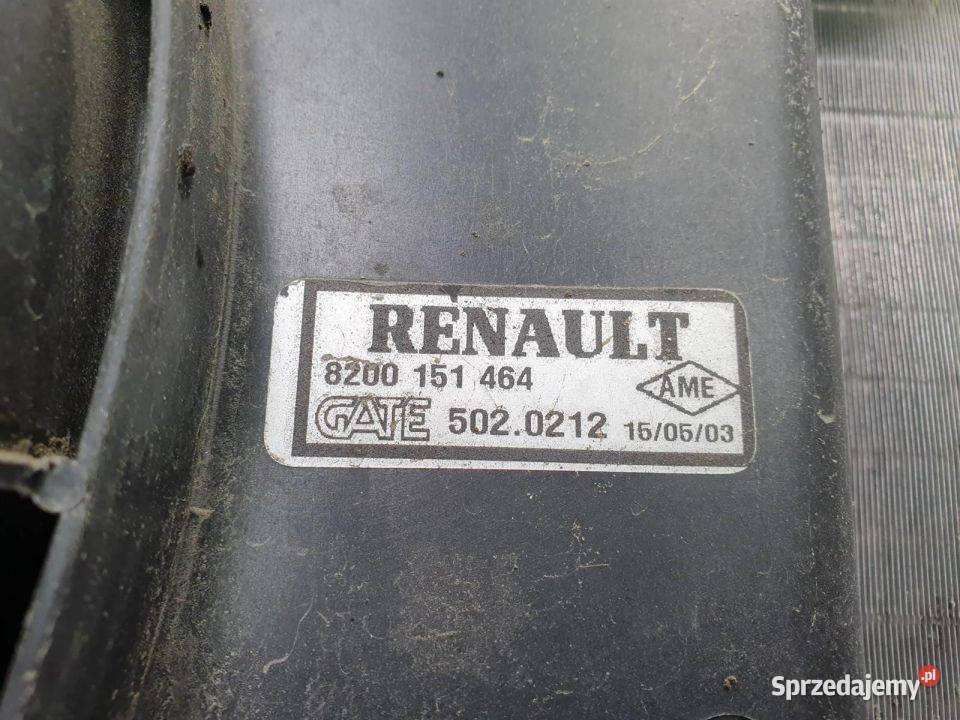 RENAULT
8200 151 464
AME
GATE 502.0212 15/05/03
Sprzedajemy.pl